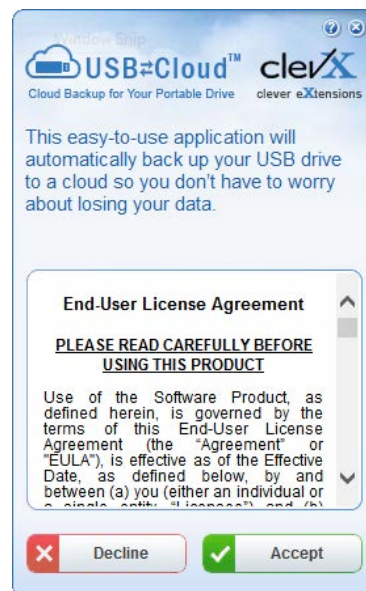 Window Snip
USB⇄Cloud™
clevX
Cloud Backup for Your Portable Drive
clever eXtensions
This easy-to-use application will
automatically back up your USB drive
to a cloud so you don't have to worry
about losing your data.
End-User License Agreement
PLEASE READ CAREFULLY BEFORE
USING THIS PRODUCT
Use of the Software Product, as
defined herein, is governed by the
terms of this End-User License
Agreement (the “Agreement” or
"EULA"), is effective as of the Effective
Date, as defined below, by and
between (a) you (either an individual or
a single entity "Licensee") and (b)
Decline
Accept